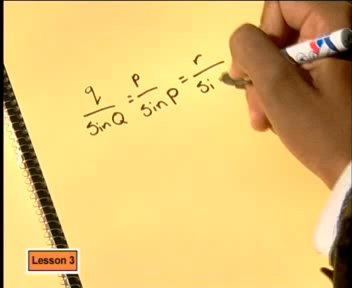 q/sinQ = p/sinP = r/si
Lesson 3